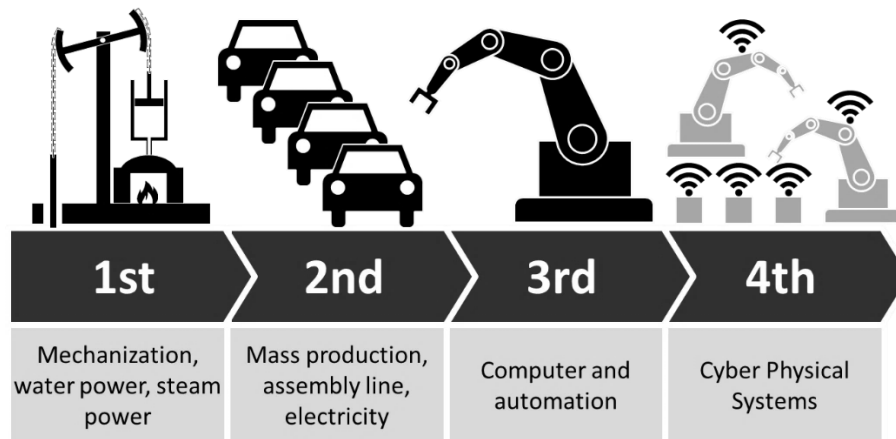 1st
2nd
3rd
4th
Mechanization,
water power, steam
power
Mass production,
assembly line,
electricity
Computer and
automation
Cyber Physical
Systems